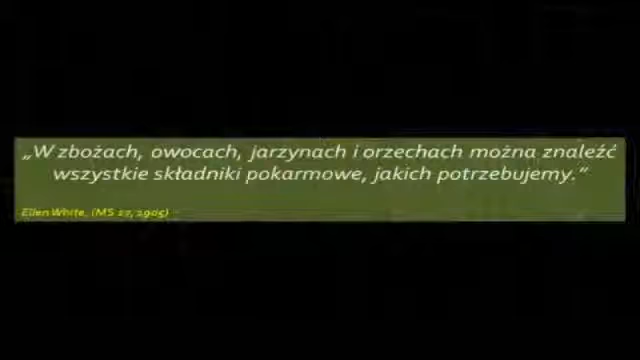 „W zbożach, owocach, jarzynach i orzechach można znaleźć
wszystkie składniki pokarmowe, jakich potrzebujemy.”
Ellen White, (MS 27, 1905)